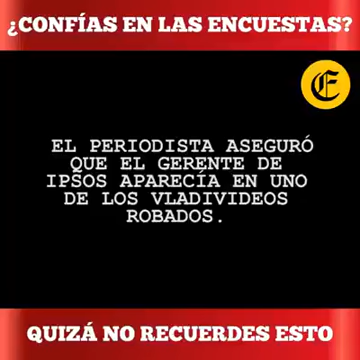 ¿CONFÍAS EN LAS ENCUESTAS?
E
EL PERIODISTA ASEGURÓ
QUE EL GERENTE DE
IPSOS APARECÍA EN UNO
DE LOS VLADIVIDEOS
ROBADOS.
QUIZÁ NO RECUERDES ESTO